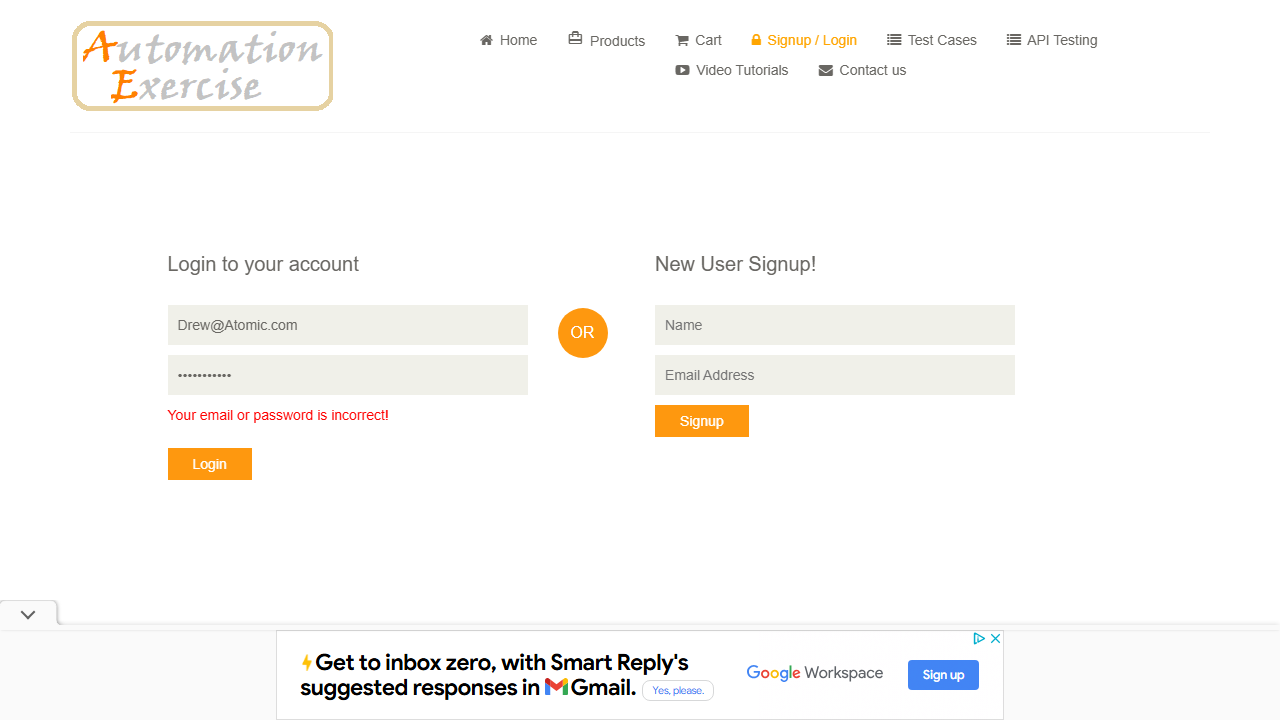 Automation
Exercise
Home
Products
Cart
Signup / Login
Test Cases
API Testing
Video Tutorials
Contact us
Login to your account
Drew@Atomic.com
•••••••••••
Your email or password is incorrect!
Login
OR
New User Signup!
Name
Email Address
Signup
Get to inbox zero, with Smart Reply's
suggested responses in Gmail.
Yes, please.
Google Workspace
Sign up